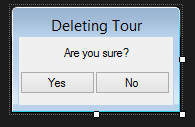 Deleting Tour
Are you sure?
Yes
No